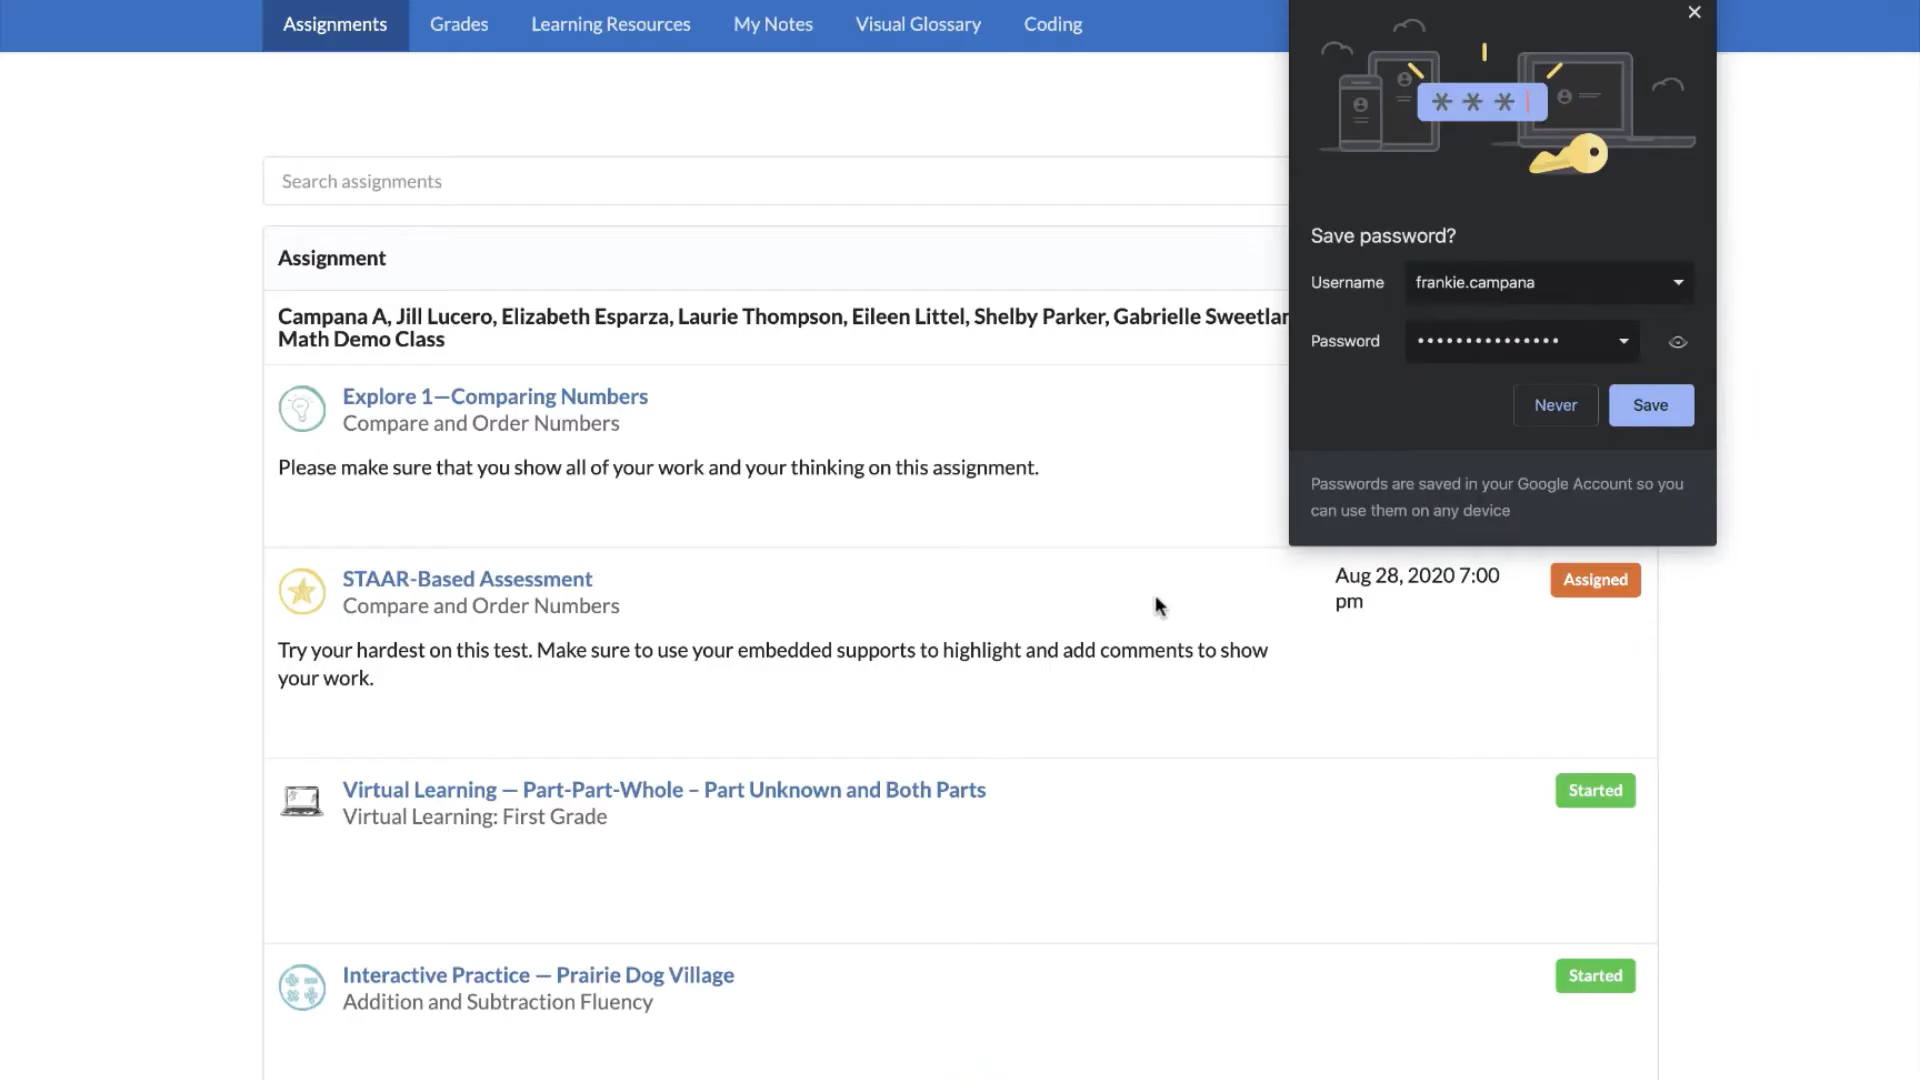 Assignments Grades Learning Resources My Notes Visual Glossary Coding
Search assignments
Assignment
Campana A, Jill Lucero, Elizabeth Esparza, Laurie Thompson, Eileen Littel, Shelby Parker, Gabrielle
Math Demo Class
Explore 1—Comparing Numbers
Compare and Order Numbers
Please make sure that you show all of your work and your thinking on this assignment.
STAAR-Based Assessment
Compare and Order Numbers
Aug 28, 2020 7:00
pm
Assigned
Try your hardest on this test. Make sure to use your embedded supports to highlight and add comments to show
your work.
Virtual Learning — Part-Part-Whole – Part Unknown and Both Parts
Virtual Learning: First Grade
Started
Interactive Practice — Prairie Dog Village
Addition and Subtraction Fluency
Started
***
Save password?
Username frankie.campana
Password •••••••••••••••
Never Save
Passwords are saved in your Google Account so you
can use them on any device